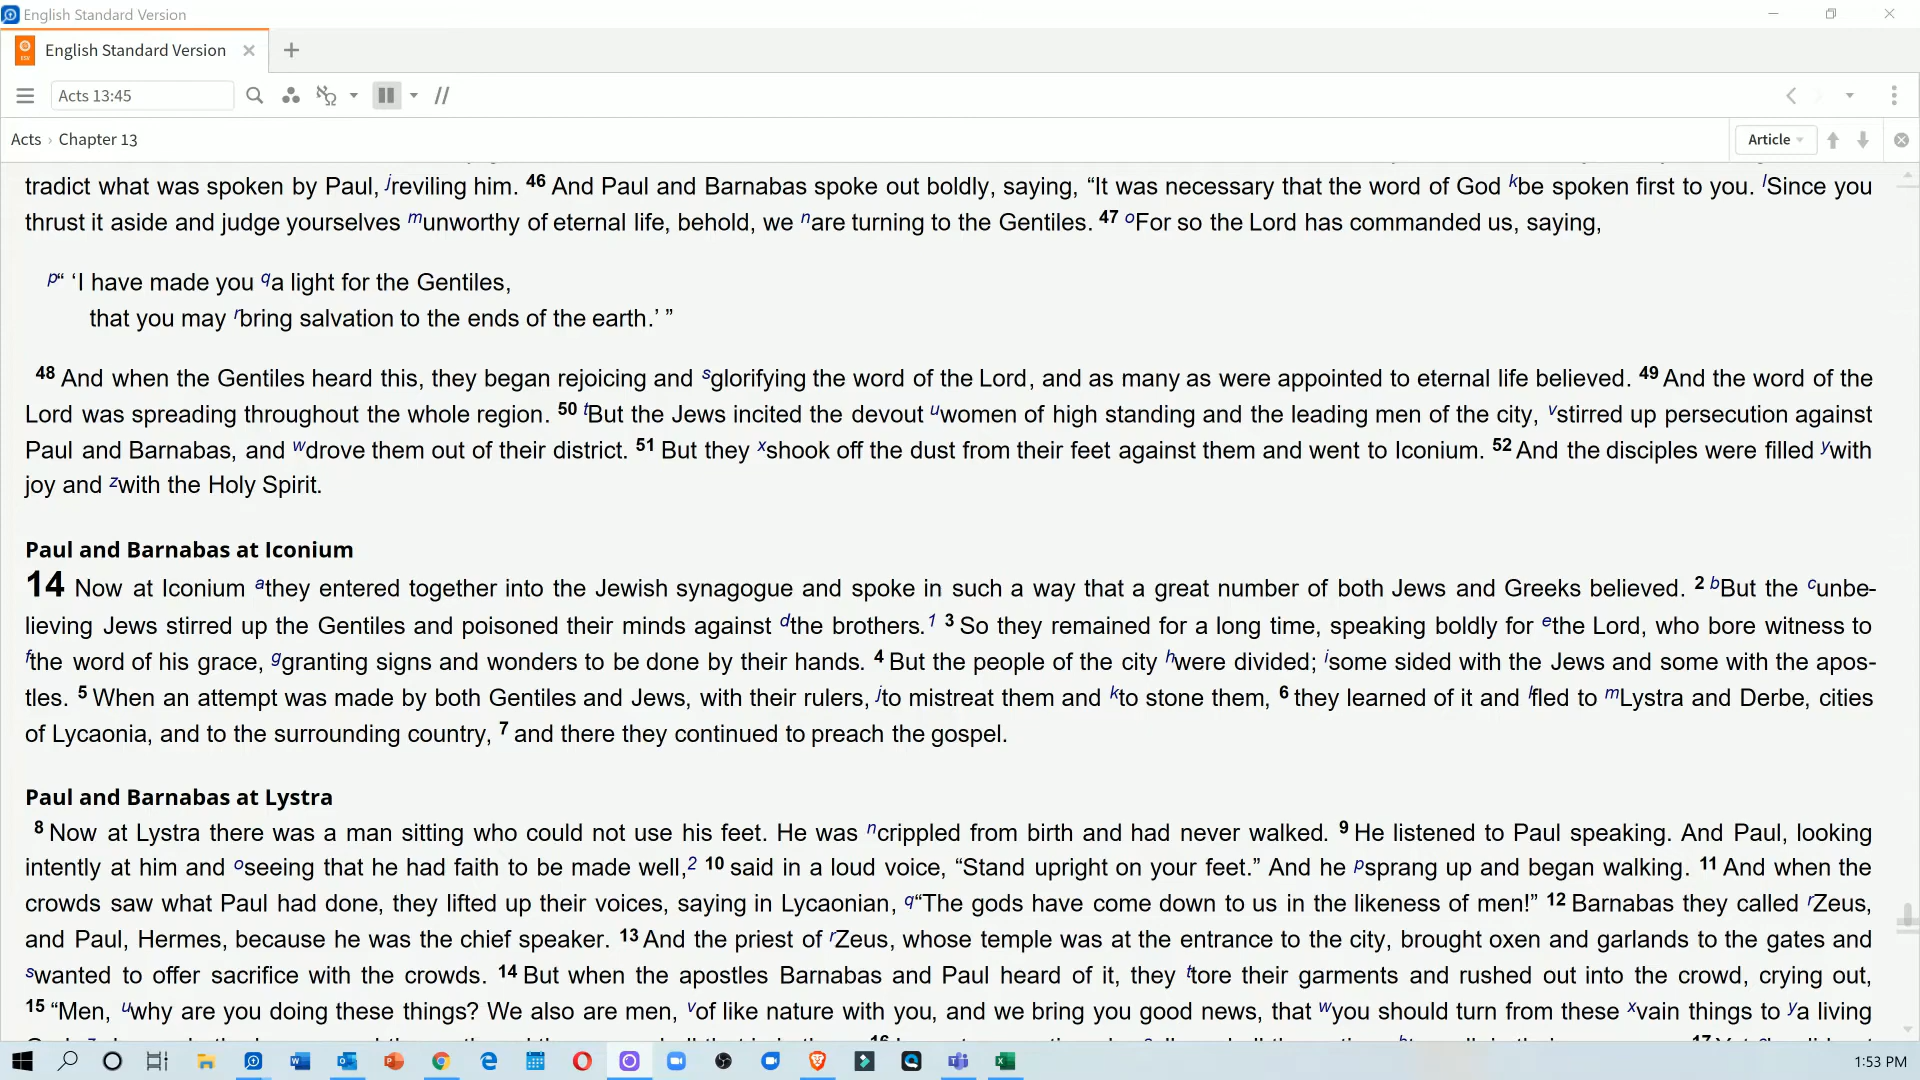 English Standard Version
English Standard Version
Acts 13:45
Acts › Chapter 13
Article
tradict what was spoken by Paul, jreviling him. 46 And Paul and Barnabas spoke out boldly, saying, “It was necessary that the word of God kbe spoken first to you. lSince you
thrust it aside and judge yourselves munworthy of eternal life, behold, we nare turning to the Gentiles. 47 oFor so the Lord has commanded us, saying,
p“ ‘I have made you qa light for the Gentiles,
that you may rbring salvation to the ends of the earth.’ ”
48 And when the Gentiles heard this, they began rejoicing and sglorifying the word of the Lord, and as many as were appointed to eternal life believed. 49 And the word of the
Lord was spreading throughout the whole region. 50 tBut the Jews incited the devout uwomen of high standing and the leading men of the city, vstirred up persecution against
Paul and Barnabas, and wdrove them out of their district. 51 But they xshook off the dust from their feet against them and went to Iconium. 52 And the disciples were filled ywith
joy and zwith the Holy Spirit.
Paul and Barnabas at Iconium
14 Now at Iconium athey entered together into the Jewish synagogue and spoke in such a way that a great number of both Jews and Greeks believed. 2 bBut the cunbe-
lieving Jews stirred up the Gentiles and poisoned their minds against dthe brothers.1 3 So they remained for a long time, speaking boldly for ethe Lord, who bore witness to
fthe word of his grace, ggranting signs and wonders to be done by their hands. 4 But the people of the city hwere divided; isome sided with the Jews and some with the apos-
tles. 5 When an attempt was made by both Gentiles and Jews, with their rulers, jto mistreat them and kto stone them, 6 they learned of it and lfled to mLystra and Derbe, cities
of Lycaonia, and to the surrounding country, 7 and there they continued to preach the gospel.
Paul and Barnabas at Lystra
8 Now at Lystra there was a man sitting who could not use his feet. He was ncrippled from birth and had never walked. 9 He listened to Paul speaking. And Paul, looking
intently at him and oseeing that he had faith to be made well,2 10 said in a loud voice, “Stand upright on your feet.” And he psprang up and began walking. 11 And when the
crowds saw what Paul had done, they lifted up their voices, saying in Lycaonian, q“The gods have come down to us in the likeness of men!” 12 Barnabas they called rZeus,
and Paul, Hermes, because he was the chief speaker. 13 And the priest of rZeus, whose temple was at the entrance to the city, brought oxen and garlands to the gates and
swanted to offer sacrifice with the crowds. 14 But when the apostles Barnabas and Paul heard of it, they ttore their garments and rushed out into the crowd, crying out,
15 “Men, uwhy are you doing these things? We also are men, vof like nature with you, and we bring you good news, that wyou should turn from these xvain things to ya living
1:53 PM